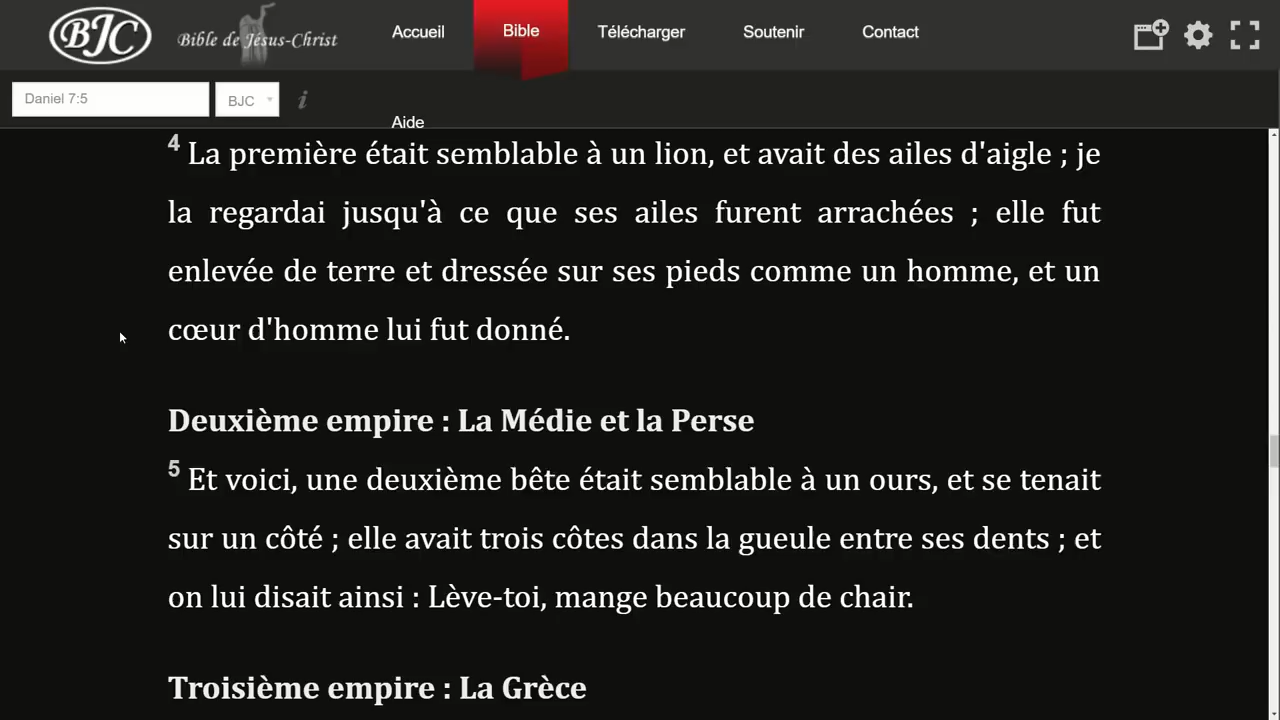 BJC
Bible de Jésus-Christ
Accueil
Bible
Télécharger
Soutenir
Contact
Daniel 7:5
BJC
i
Aide
4 La première était semblable à un lion, et avait des ailes d'aigle ; je
la regardai jusqu'à ce que ses ailes furent arrachées ; elle fut
enlevée de terre et dressée sur ses pieds comme un homme, et un
cœur d'homme lui fut donné.
Deuxième empire : La Médie et la Perse
5 Et voici, une deuxième bête était semblable à un ours, et se tenait
sur un côté ; elle avait trois côtes dans la gueule entre ses dents ; et
on lui disait ainsi : Lève-toi, mange beaucoup de chair.
Troisième empire : La Grèce